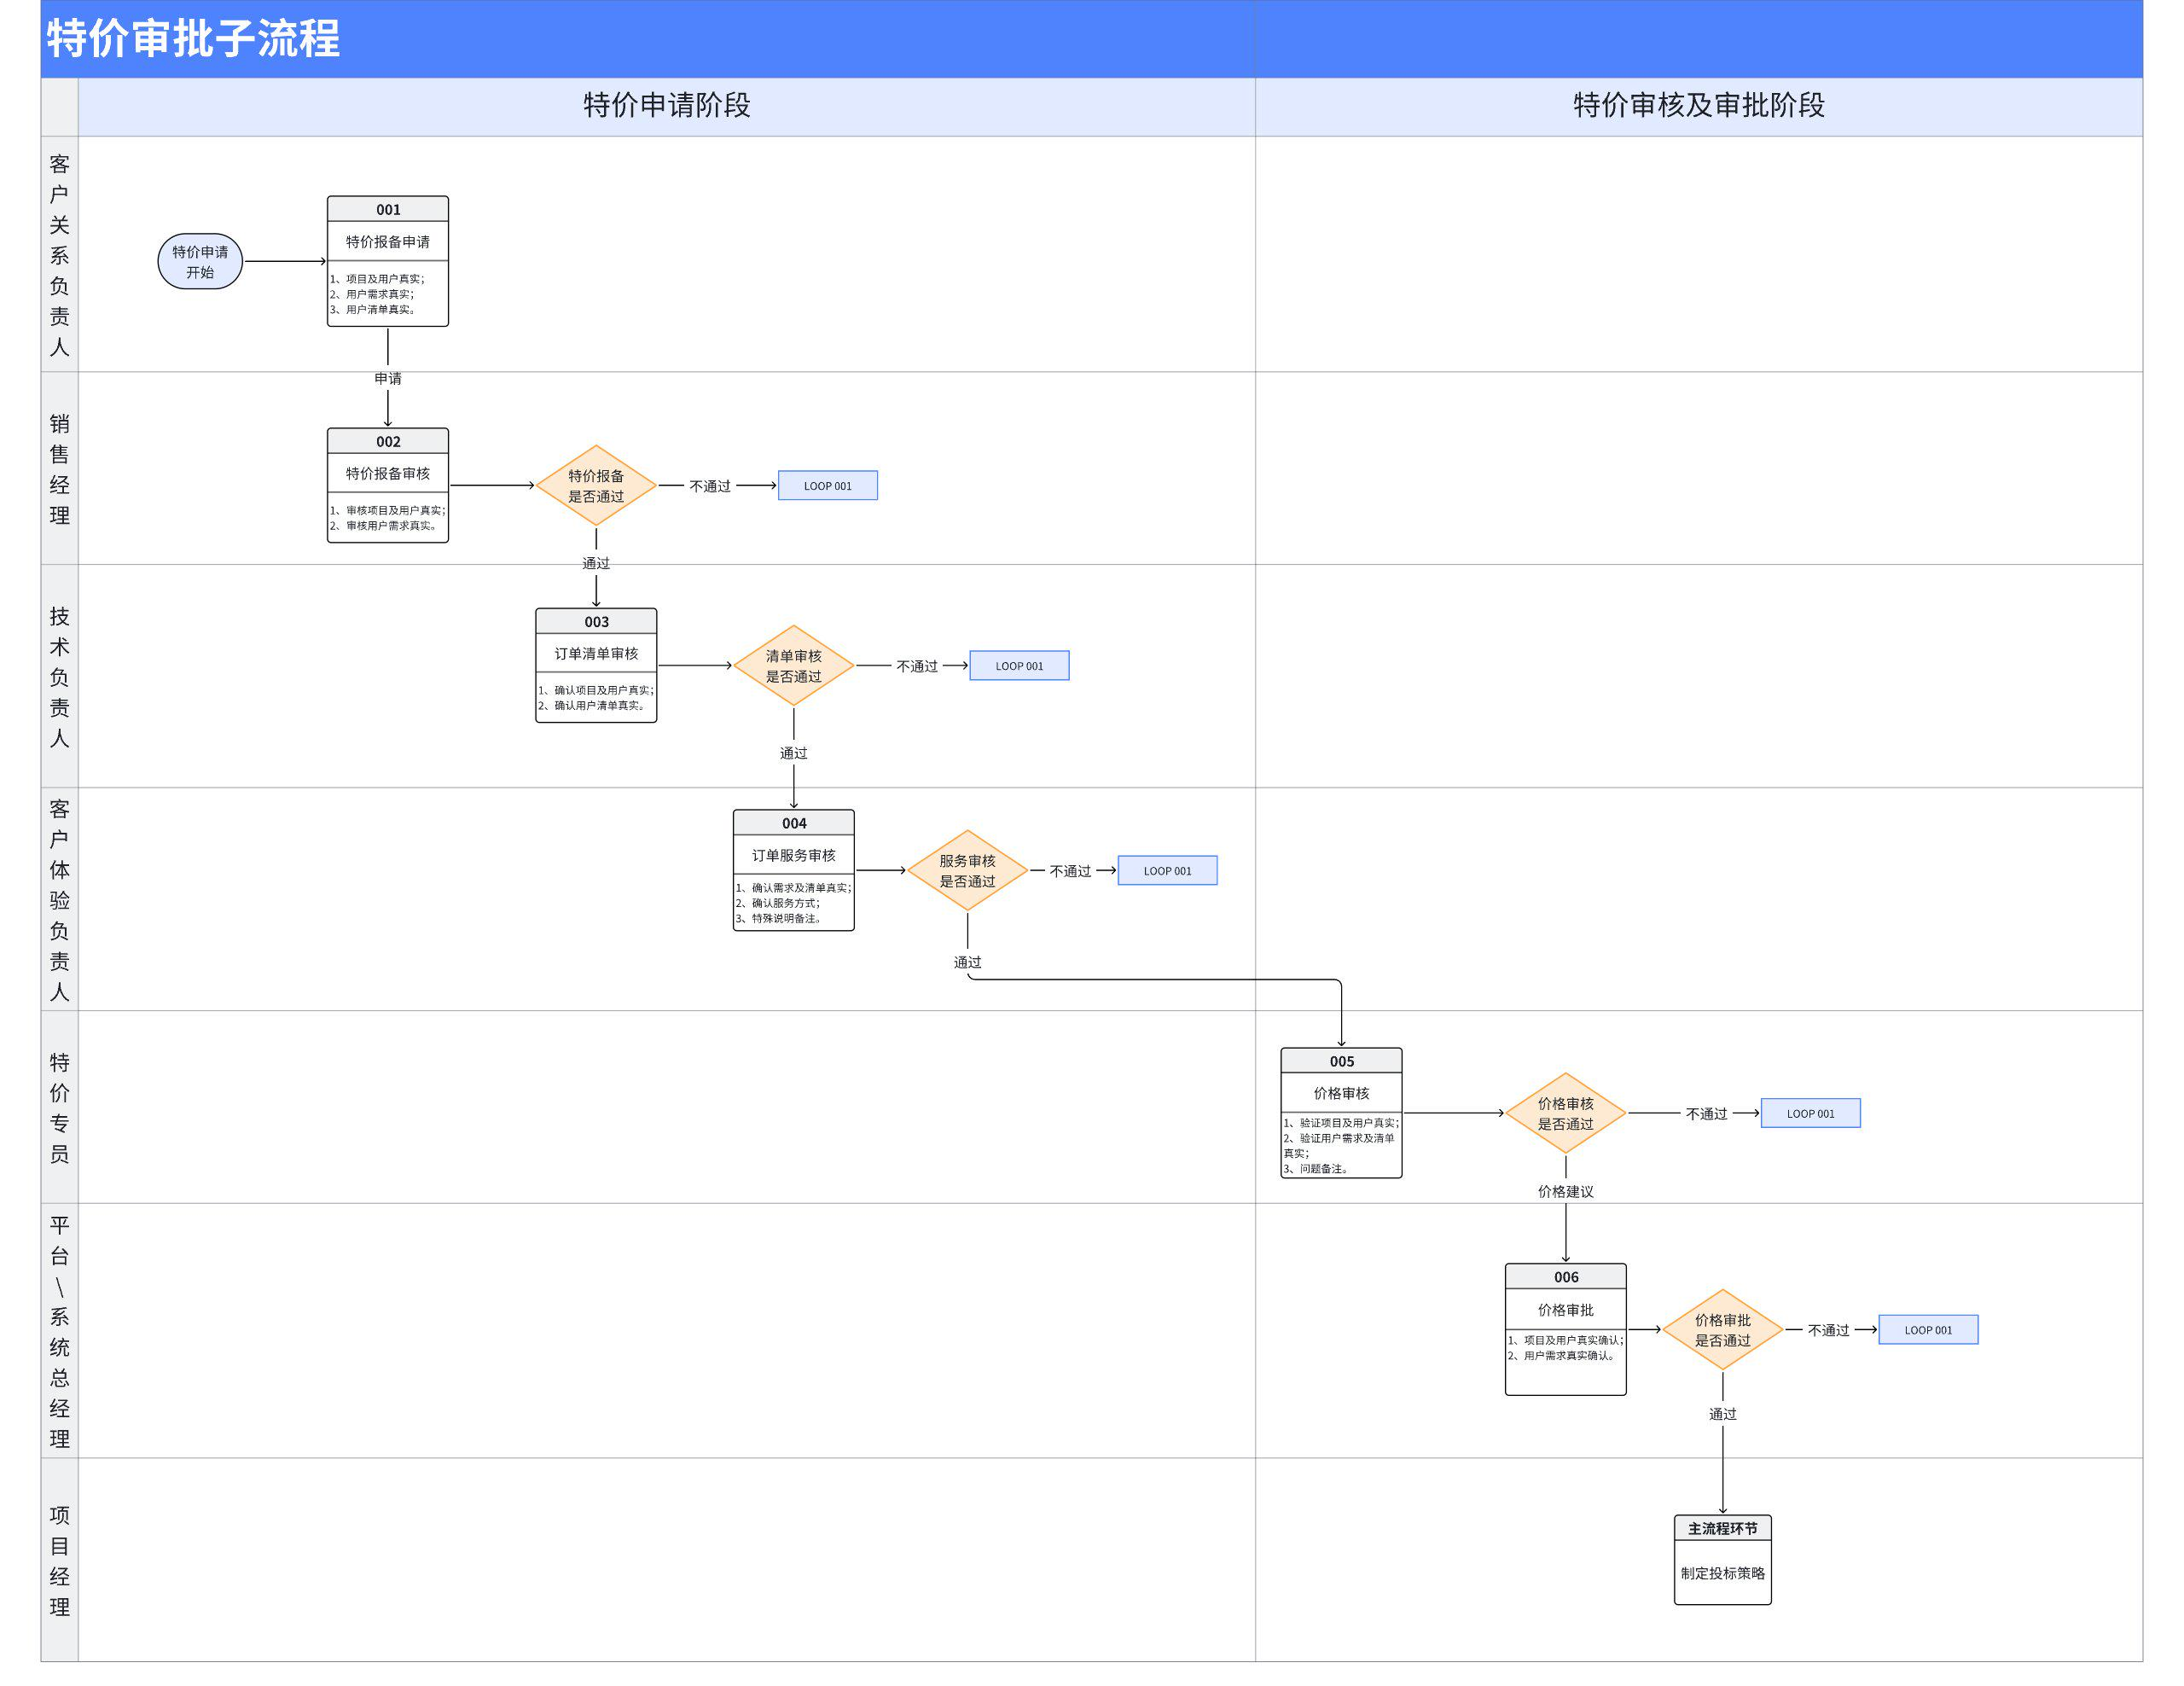 特价审批子流程
特价申请阶段
特价审核及审批阶段
客户关系负责人
特价申请
开始
001
特价报备申请
1、项目及用户真实；
2、用户需求真实；
3、用户清单真实。
申请
销售经理
002
特价报备审核
1、审核项目及用户真实；
2、审核用户需求真实。
特价报备
是否通过
不通过
LOOP 001
通过
技术负责人
003
订单清单审核
1、确认项目及用户真实；
2、确认用户清单真实。
清单审核
是否通过
不通过
LOOP 001
通过
客户体验负责人
004
订单服务审核
1、确认需求及清单真实；
2、确认服务方式；
3、特殊说明备注。
服务审核
是否通过
不通过
LOOP 001
通过
特价专员
005
价格审核
1、验证项目及用户真实；
2、验证用户需求及清单
真实；
3、问题备注。
价格审核
是否通过
不通过
LOOP 001
价格建议
平台\系统总经理
006
价格审批
1、项目及用户真实确认；
2、用户需求真实确认。
价格审批
是否通过
不通过
LOOP 001
通过
项目经理
主流程环节
制定投标策略